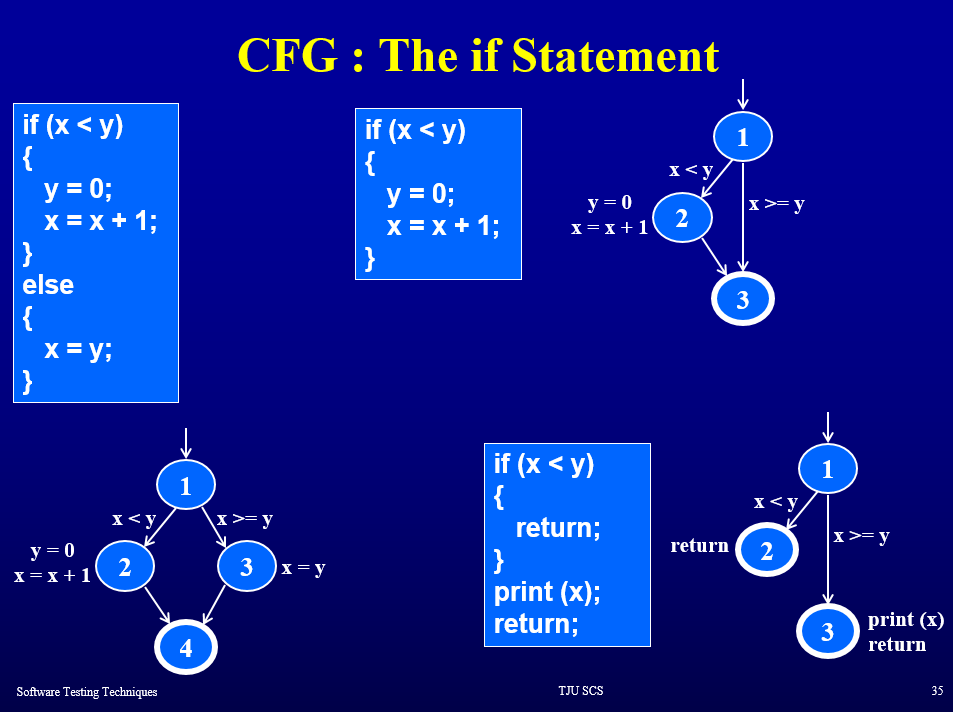 CFG : The if Statement
if (x < y)
{
y = 0;
x = x + 1;
}
else
{
x = y;
}
if (x < y)
{
y = 0;
x = x + 1;
}
1
x < y
x >= y
y = 0
x = x + 1
2
3
1
x < y
x >= y
y = 0
x = x + 1
2
3
x = y
4
if (x < y)
{
return;
}
print (x);
return;
1
x < y
x >= y
return
2
3
print (x)
return
Software Testing Techniques
TJU SCS
35